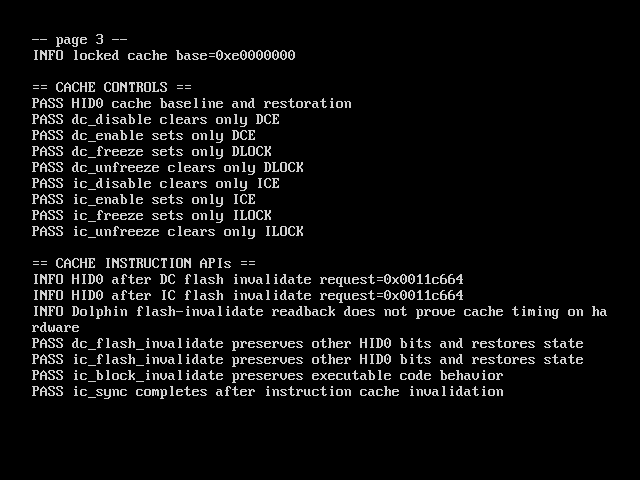 -- page 3 --
INFO locked cache base=0xe0000000
== CACHE CONTROLS ==
PASS HID0 cache baseline and restoration
PASS dc_disable clears only DCE
PASS dc_enable sets only DCE
PASS dc_freeze sets only DLOCK
PASS dc_unfreeze clears only DLOCK
PASS ic_disable clears only ICE
PASS ic_enable sets only ICE
PASS ic_freeze sets only ILOCK
PASS ic_unfreeze clears only ILOCK
== CACHE INSTRUCTION APIs ==
INFO HID0 after DC flash invalidate request=0x0011c664
INFO HID0 after IC flash invalidate request=0x0011c664
INFO Dolphin flash-invalidate readback does not prove cache timing on ha
rdware
PASS dc_flash_invalidate preserves other HID0 bits and restores state
PASS ic_flash_invalidate preserves other HID0 bits and restores state
PASS ic_block_invalidate preserves executable code behavior
PASS ic_sync completes after instruction cache invalidation